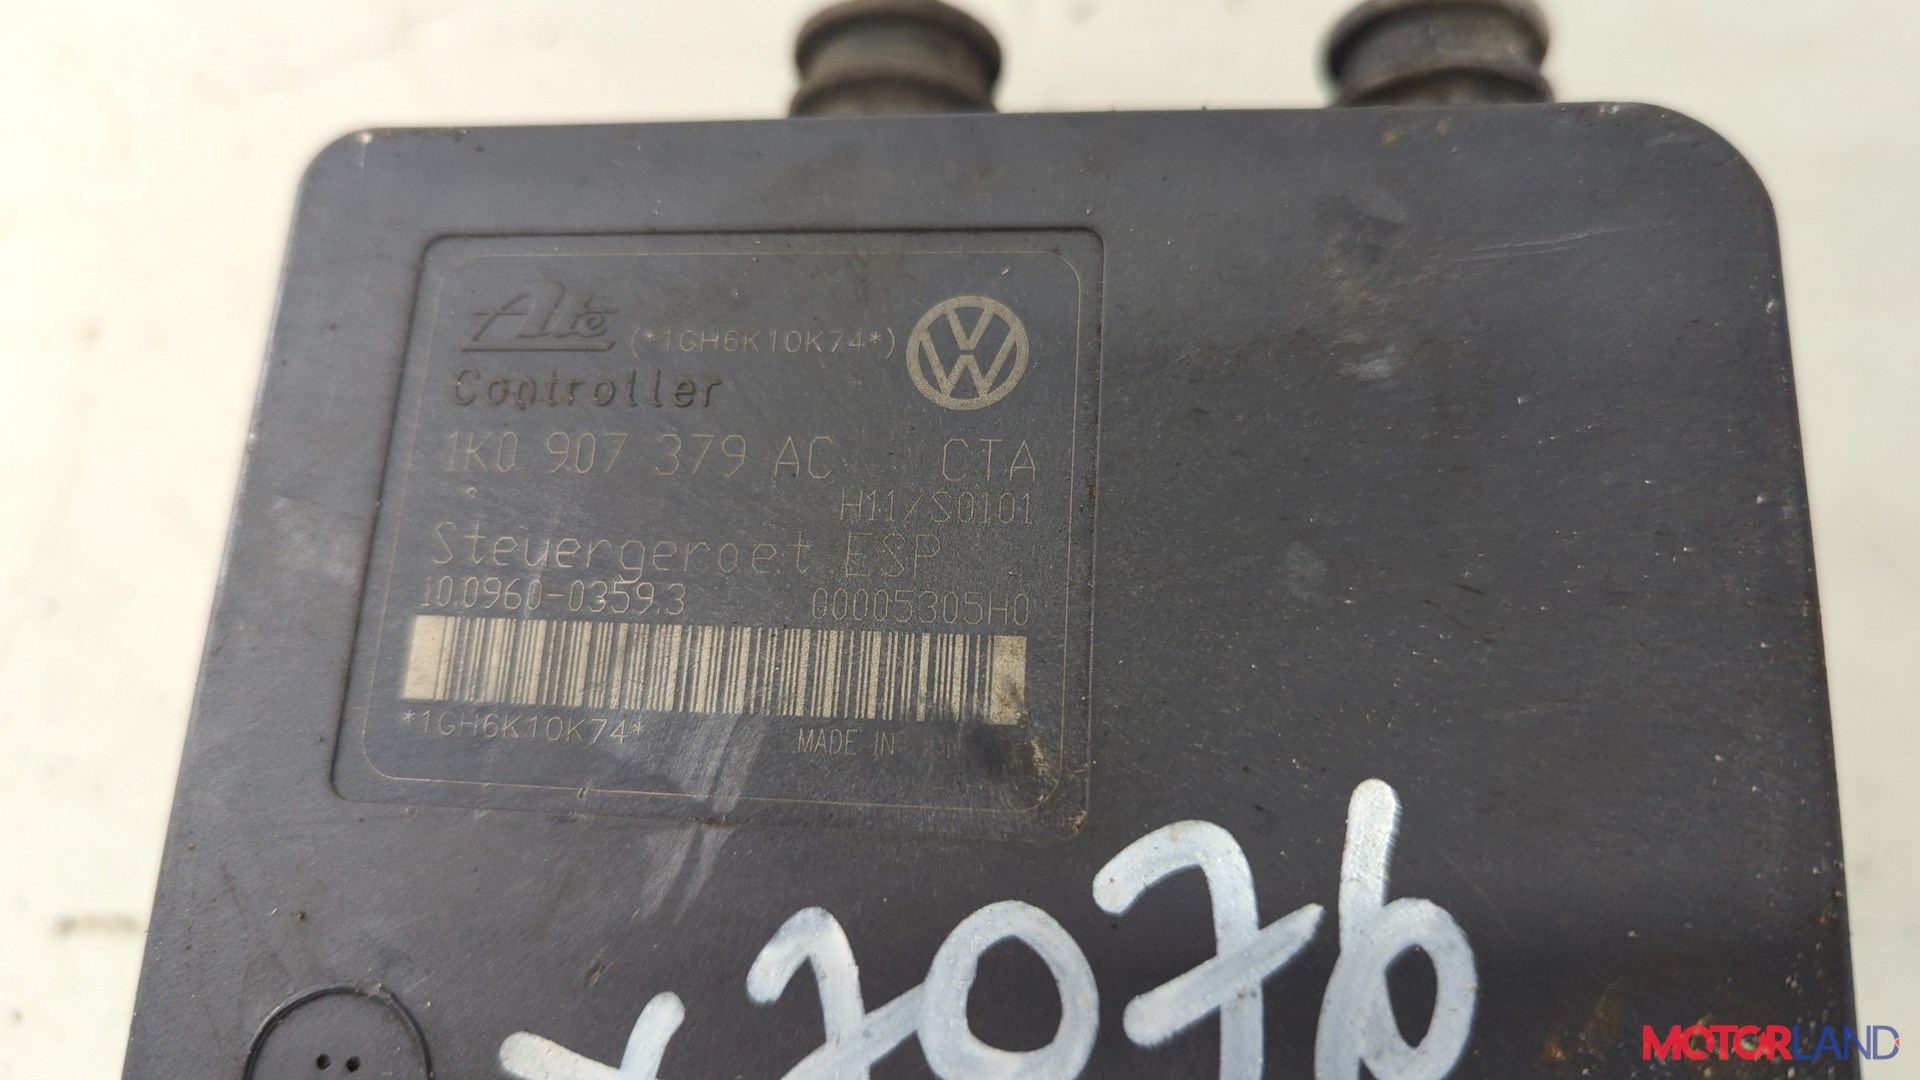 Ate (*1GH6K10K74*)
Controller
1K0 907 379 AC CTA
H11/S0101
Steuergeraet ESP
10.0960-0359.3 00005305H0
*1GH6K10K74* MADE IN
x7076
MOTORLAND